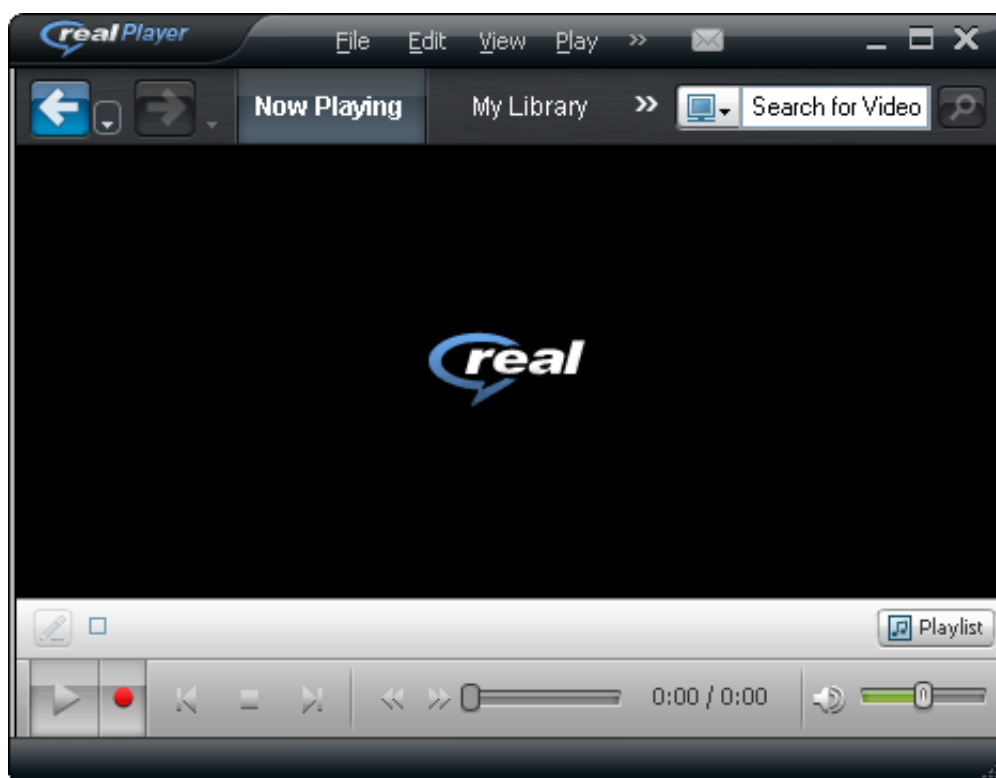 real Player File Edit View Play »
Now Playing My Library » Search for Video
real
Playlist
0:00 / 0:00